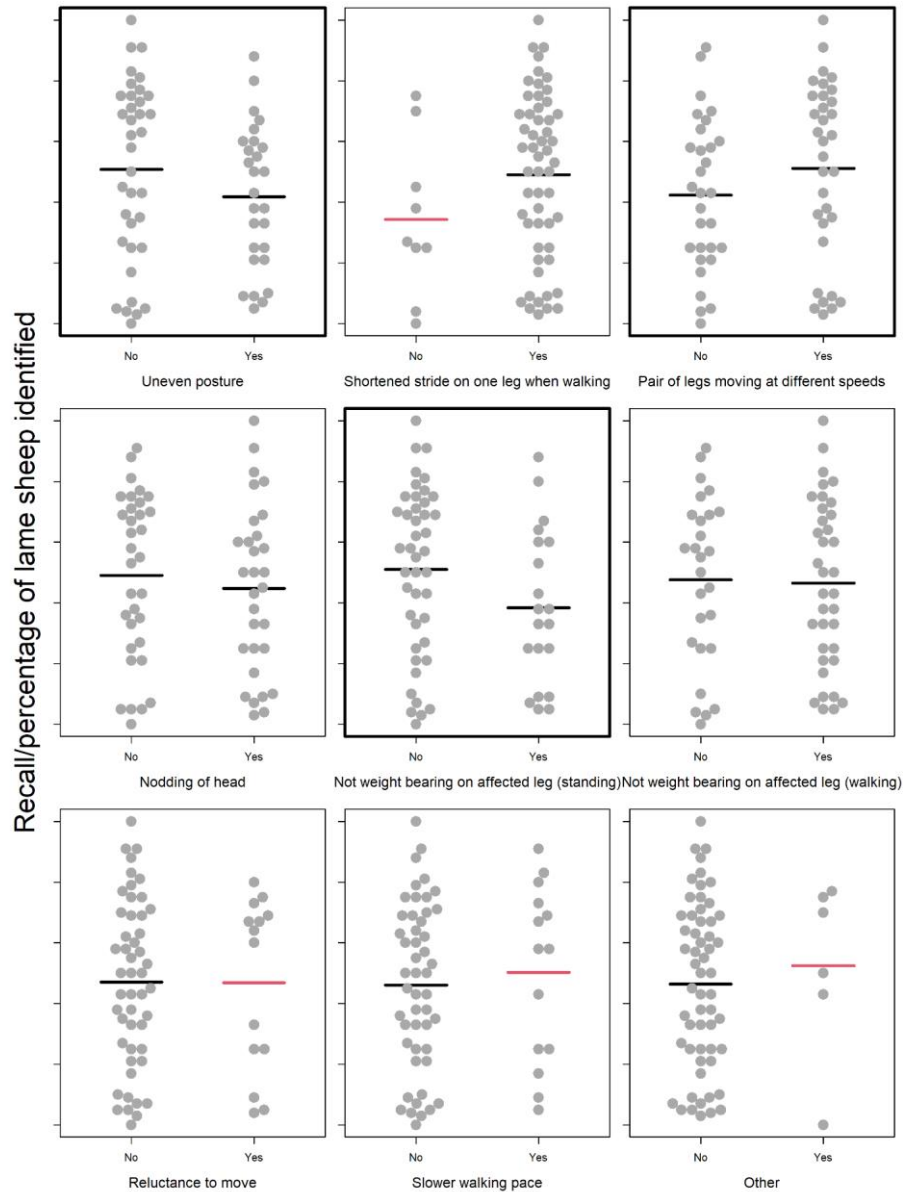 Recall/percentage of lame sheep identified
No Yes
Uneven posture
No Yes
Shortened stride on one leg when walking
No Yes
Pair of legs moving at different speeds
No Yes
Nodding of head
No Yes
Not weight bearing on affected leg (standing)
No Yes
Not weight bearing on affected leg (walking)
No Yes
Reluctance to move
No Yes
Slower walking pace
No Yes
Other